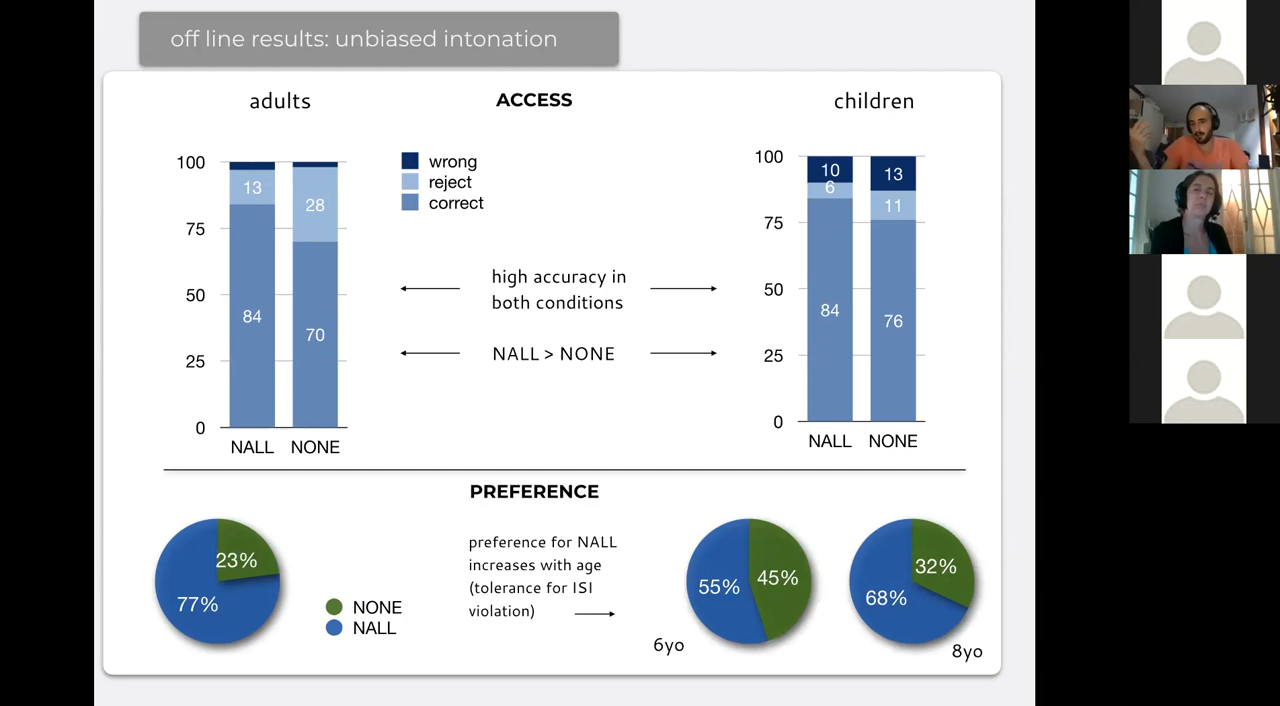 off line results: unbiased intonation
adults
ACCESS
children
100
75
50
25
0
13
84
28
70
NALL NONE
wrong
reject
correct
high accuracy in
both conditions
NALL > NONE
100
75
50
25
0
10
6
84
13
11
76
NALL NONE
PREFERENCE
23%
77%
NONE
NALL
preference for NALL
increases with age
(tolerance for ISI
violation)
55% 45%
6yo
32%
68%
8yo